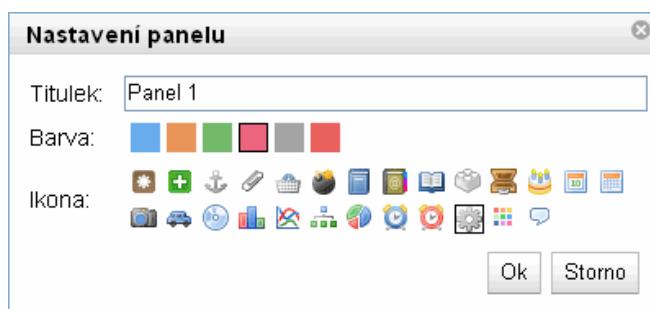 Nastavení panelu
Titulek: Panel 1
Barva:
Ikona:
Ok Storno